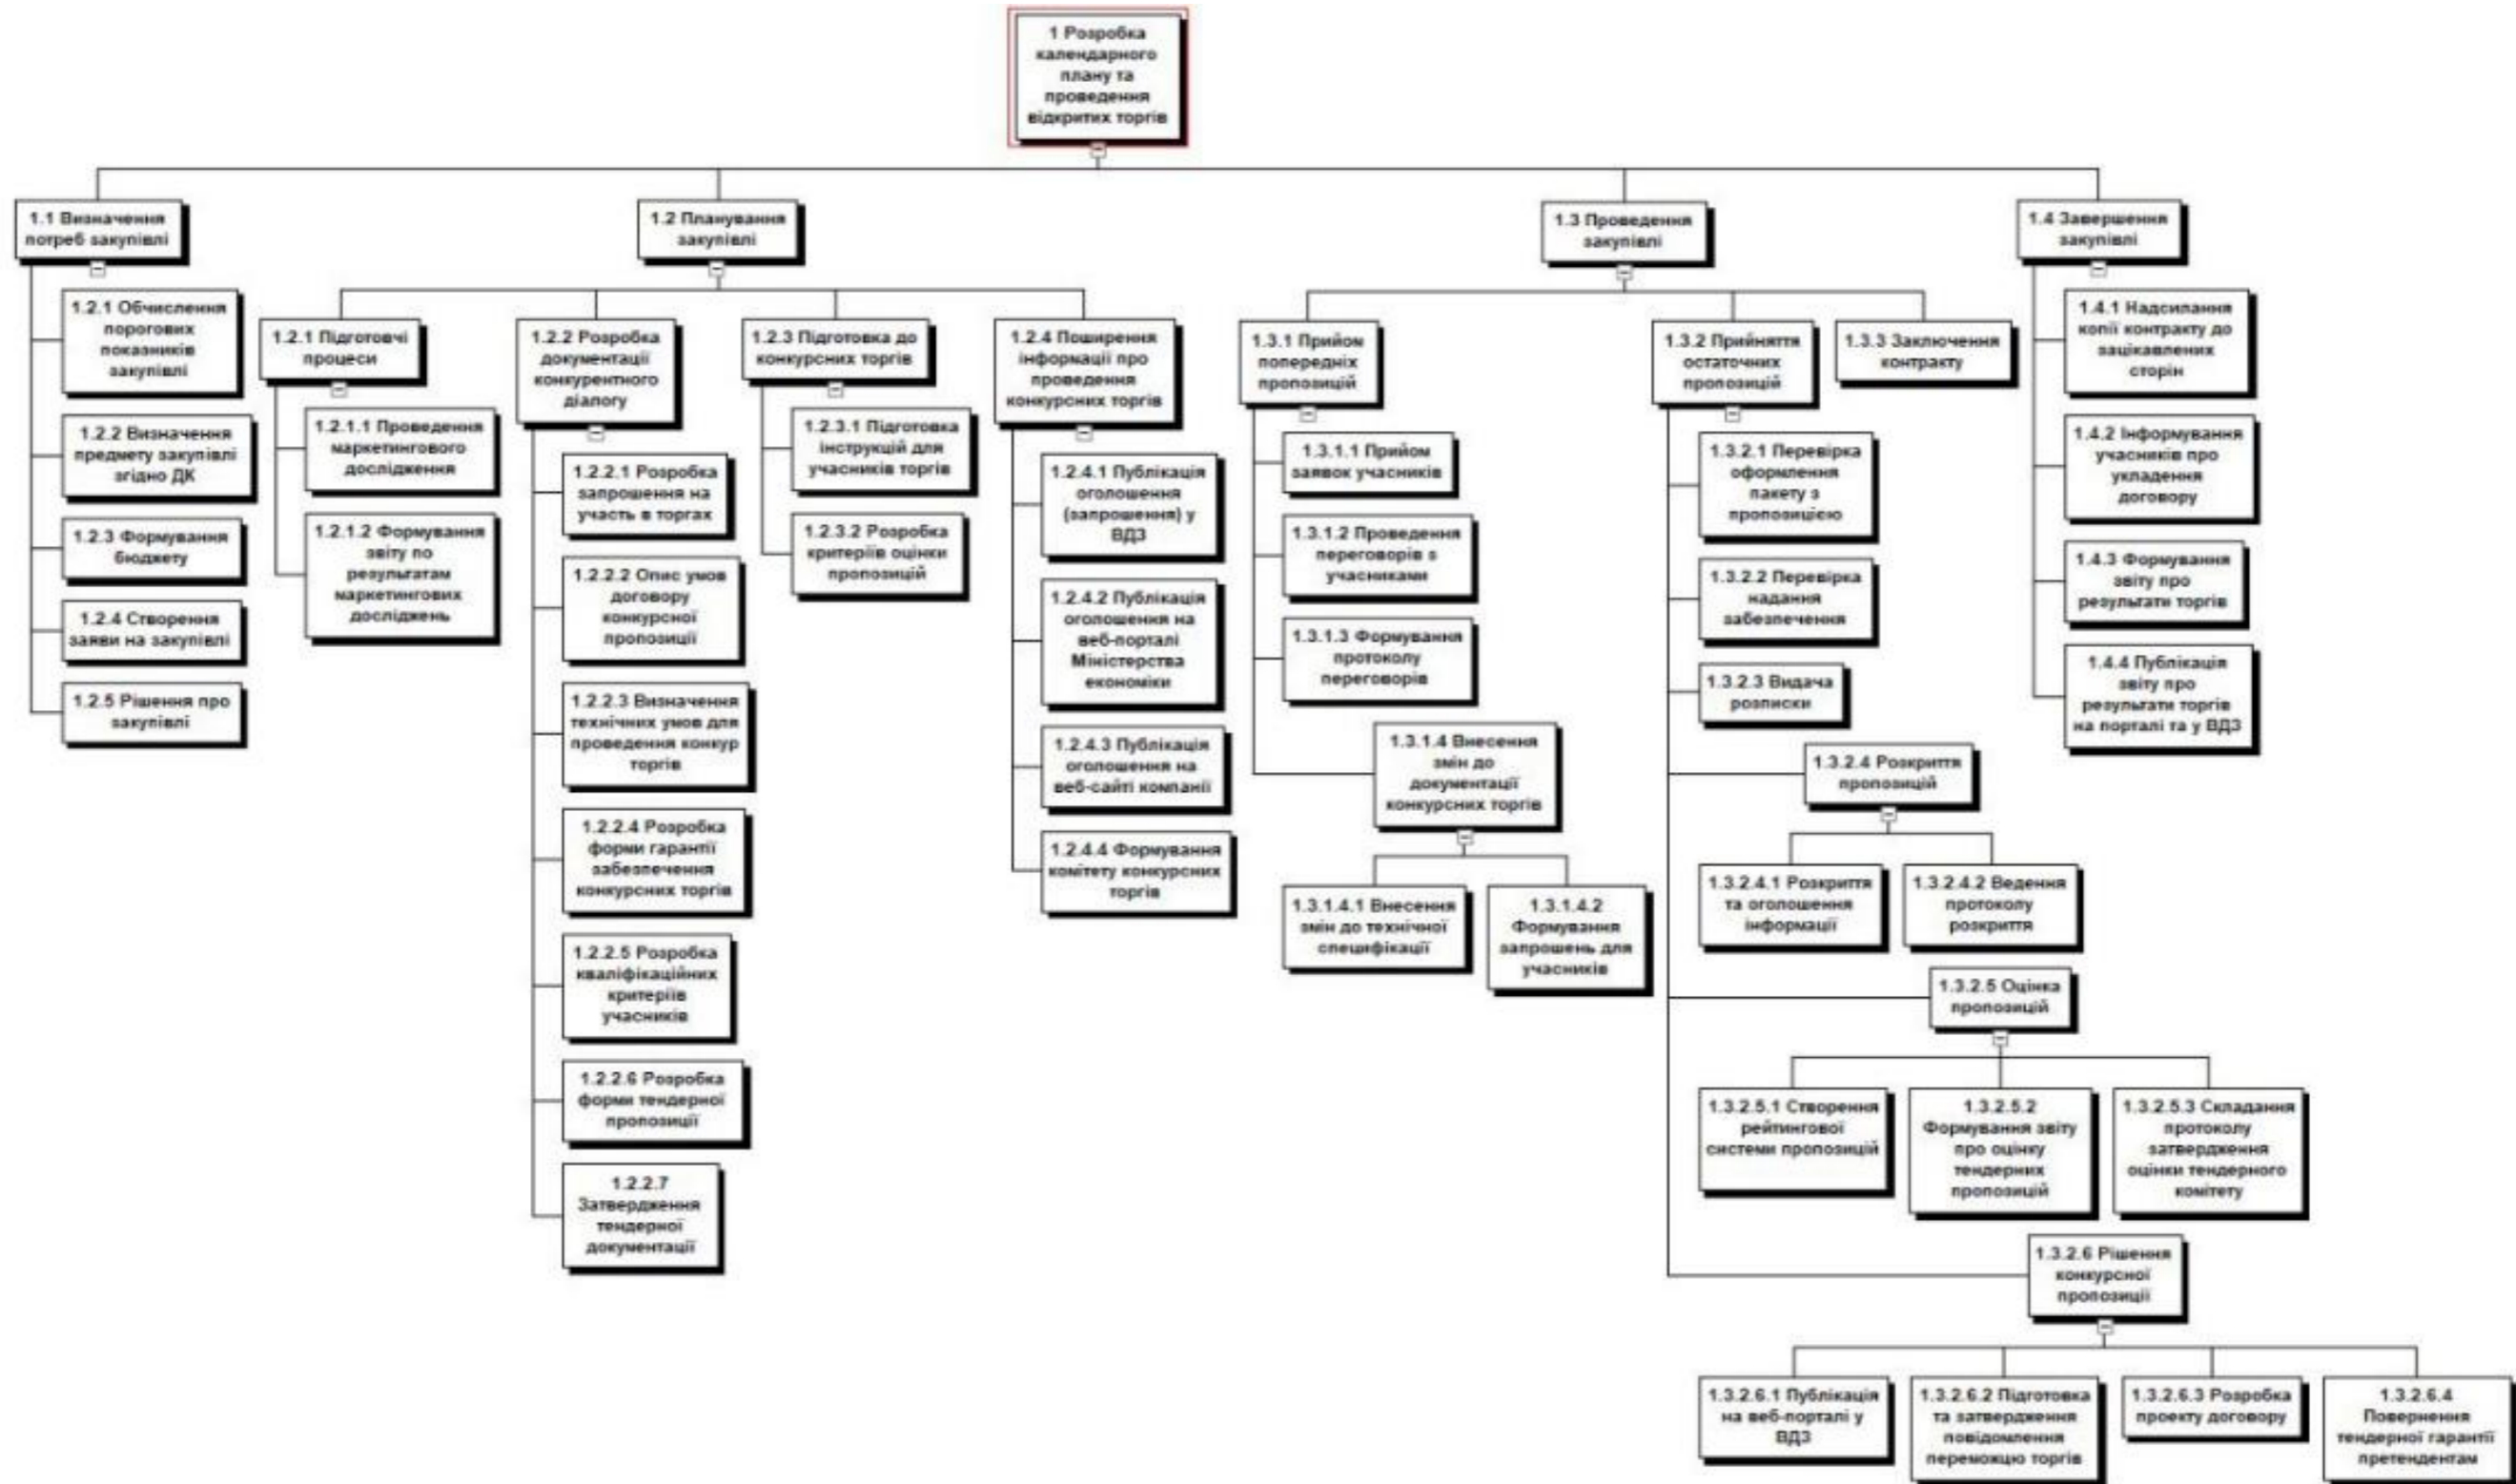 1 Розробка
календарного
плану та
проведення
відкритих торгів
1.1 Визначення
потреб закупівлі
1.2.1 Обчислення
порогових
показників
закупівлі
1.2.2 Визначення
предмету закупівлі
згідно ДК
1.2.3 Формування
бюджету
1.2.4 Створення
заяви на закупівлі
1.2.5 Рішення про
закупівлі
1.2 Планування
закупівлі
1.2.1 Підготовчі
процеси
1.2.1.1 Проведення
маркетингового
дослідження
1.2.1.2 Формування
звіту по
результатам
маркетингових
досліджень
1.2.2 Розробка
документації
конкурентного
діалогу
1.2.2.1 Розробка
запрошення на
участь в торгах
1.2.2.2 Опис умов
договору
конкурсної
пропозиції
1.2.2.3 Визначення
технічних умов для
проведення конкур
торгів
1.2.2.4 Розробка
форми гарантії
забезпечення
конкурсних торгів
1.2.2.5 Розробка
кваліфікаційних
критеріїв
учасників
1.2.2.6 Розробка
форми тендерної
пропозиції
1.2.2.7
Затвердження
тендерної
документації
1.2.3 Підготовка до
конкурсних торгів
1.2.3.1 Підготовка
інструкцій для
учасників торгів
1.2.3.2 Розробка
критеріїв оцінки
пропозицій
1.2.4 Поширення
інформації про
проведення
конкурсних торгів
1.2.4.1 Публікація
оголошення
(запрошення) у
ВДЗ
1.2.4.2 Публікація
оголошення на
веб-порталі
Міністерства
економіки
1.2.4.3 Публікація
оголошення на
веб-сайті компанії
1.2.4.4 Формування
комітету конкурсних
торгів
1.3 Проведення
закупівлі
1.3.1 Прийом
попередніх
пропозицій
1.3.1.1 Прийом
заявок учасників
1.3.1.2 Проведення
переговорів з
учасниками
1.3.1.3 Формування
протоколу
переговорів
1.3.1.4 Внесення
змін до
документації
конкурсних торгів
1.3.1.4.1 Внесення
змін до технічної
специфікації
1.3.1.4.2
Формування
запрошень для
учасників
1.3.2 Прийняття
остаточних
пропозицій
1.3.2.1 Перевірка
оформлення
пакету з
пропозицією
1.3.2.2 Перевірка
надання
забезпечення
1.3.2.3 Видача
розписки
1.3.2.4 Розкриття
пропозицій
1.3.2.4.1 Розкриття
та оголошення
інформації
1.3.2.4.2 Ведення
протоколу
розкриття
1.3.2.5 Оцінка
пропозицій
1.3.2.5.1 Створення
рейтингової
системи пропозицій
1.3.2.5.2
Формування звіту
про оцінку
тендерних
пропозицій
1.3.2.5.3 Складання
протоколу
затвердження
оцінки тендерного
комітету
1.3.2.6 Рішення
конкурсної
пропозиції
1.3.2.6.1 Публікація
на веб-порталі у
ВДЗ
1.3.2.6.2 Підготовка
та затвердження
повідомлення
переможцю торгів
1.3.2.6.3 Розробка
проекту договору
1.3.2.6.4
Повернення
тендерної гарантії
претендентам
1.3.3 Заключення
контракту
1.4 Завершення
закупівлі
1.4.1 Надсилання
копії контракту до
зацікавлених
сторін
1.4.2 Інформування
учасників про
укладення
договору
1.4.3 Формування
звіту про
результати торгів
1.4.4 Публікація
звіту про
результати торгів
на порталі та у ВДЗ